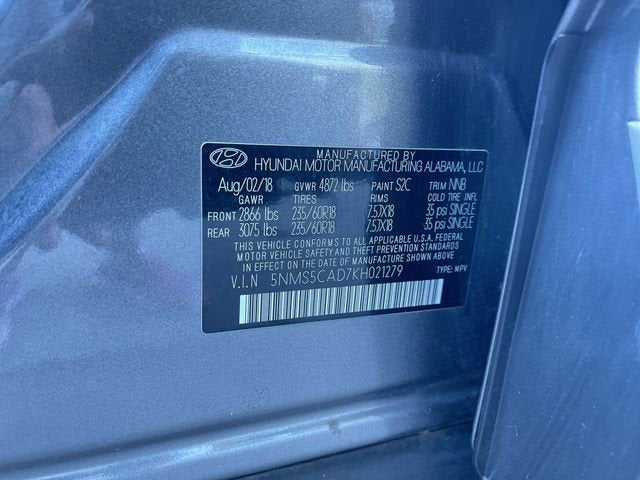 MANUFACTURED BY
HYUNDAI MOTOR MANUFACTURING ALABAMA, LLC
Aug/02/18 GVWR 4872 lbs PAINT S2C TRIM NNB
GAWR TIRES RIMS COLD TIRE INFL.
FRONT 2866 lbs 235/60R18 7.5JX18 35 psi SINGLE
REAR 3075 lbs 235/60R18 7.5JX18 35 psi SINGLE
THIS VEHICLE CONFORMS TO ALL APPLICABLE U.S.A. FEDERAL
MOTOR VEHICLE SAFETY AND THEFT PREVENTION STANDARDS
IN EFFECT ON THE DATE OF MANUFACTURE SHOWN ABOVE.
V.I.N 5NMS5CAD7KH021279 TYPE: MPV